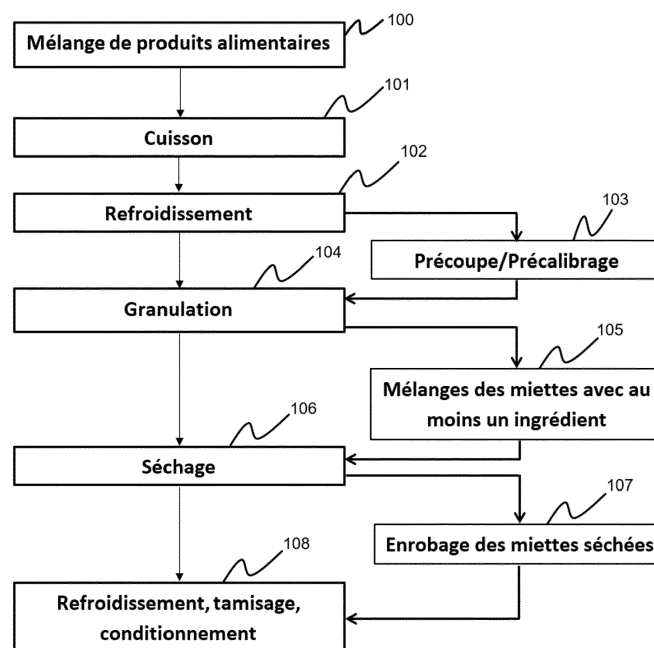 100
Mélange de produits alimentaires
101
Cuisson
102
Refroidissement
103
Précoupe/Précalibrage
104
Granulation
105
Mélanges des miettes avec au
moins un ingrédient
106
Séchage
107
Enrobage des miettes séchées
108
Refroidissement, tamisage,
conditionnement